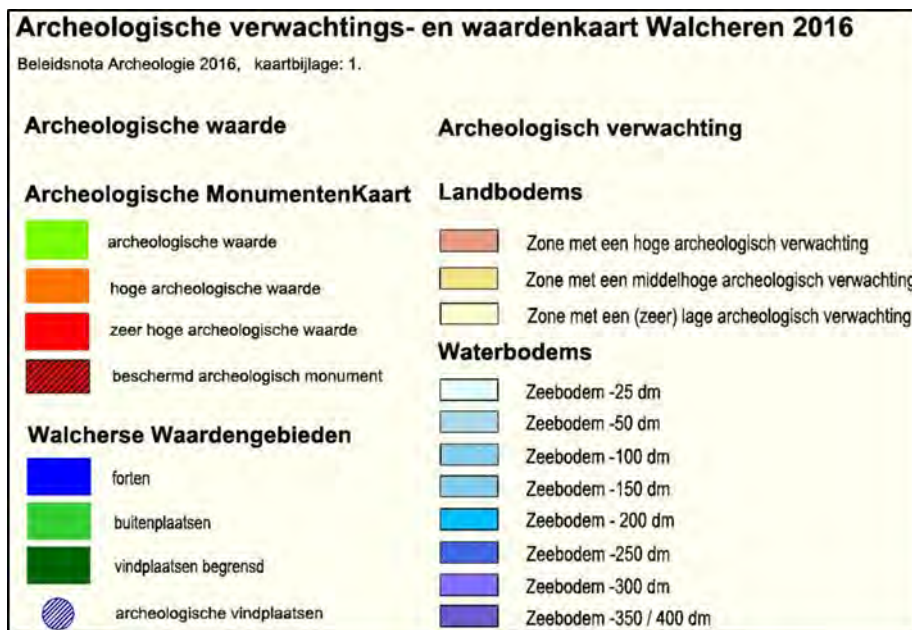 Archeologische verwachtings- en waardenkaart Walcheren 2016
Beleidsnota Archeologie 2016, kaartbijlage: 1.
Archeologische waarde
Archeologische MonumentenKaart
archeologische waarde
hoge archeologische waarde
zeer hoge archeologische waarde
beschermd archeologisch monument
Walcherse Waardengebieden
forten
buitenplaatsen
vindplaatsen begrensd
archeologische vindplaatsen
Archeologisch verwachting
Landbodems
Zone met een hoge archeologisch verwachting
Zone met een middelhoge archeologisch verwachting
Zone met een (zeer) lage archeologisch verwachting
Waterbodems
Zeebodem -25 dm
Zeebodem -50 dm
Zeebodem -100 dm
Zeebodem -150 dm
Zeebodem - 200 dm
Zeebodem -250 dm
Zeebodem -300 dm
Zeebodem -350 / 400 dm